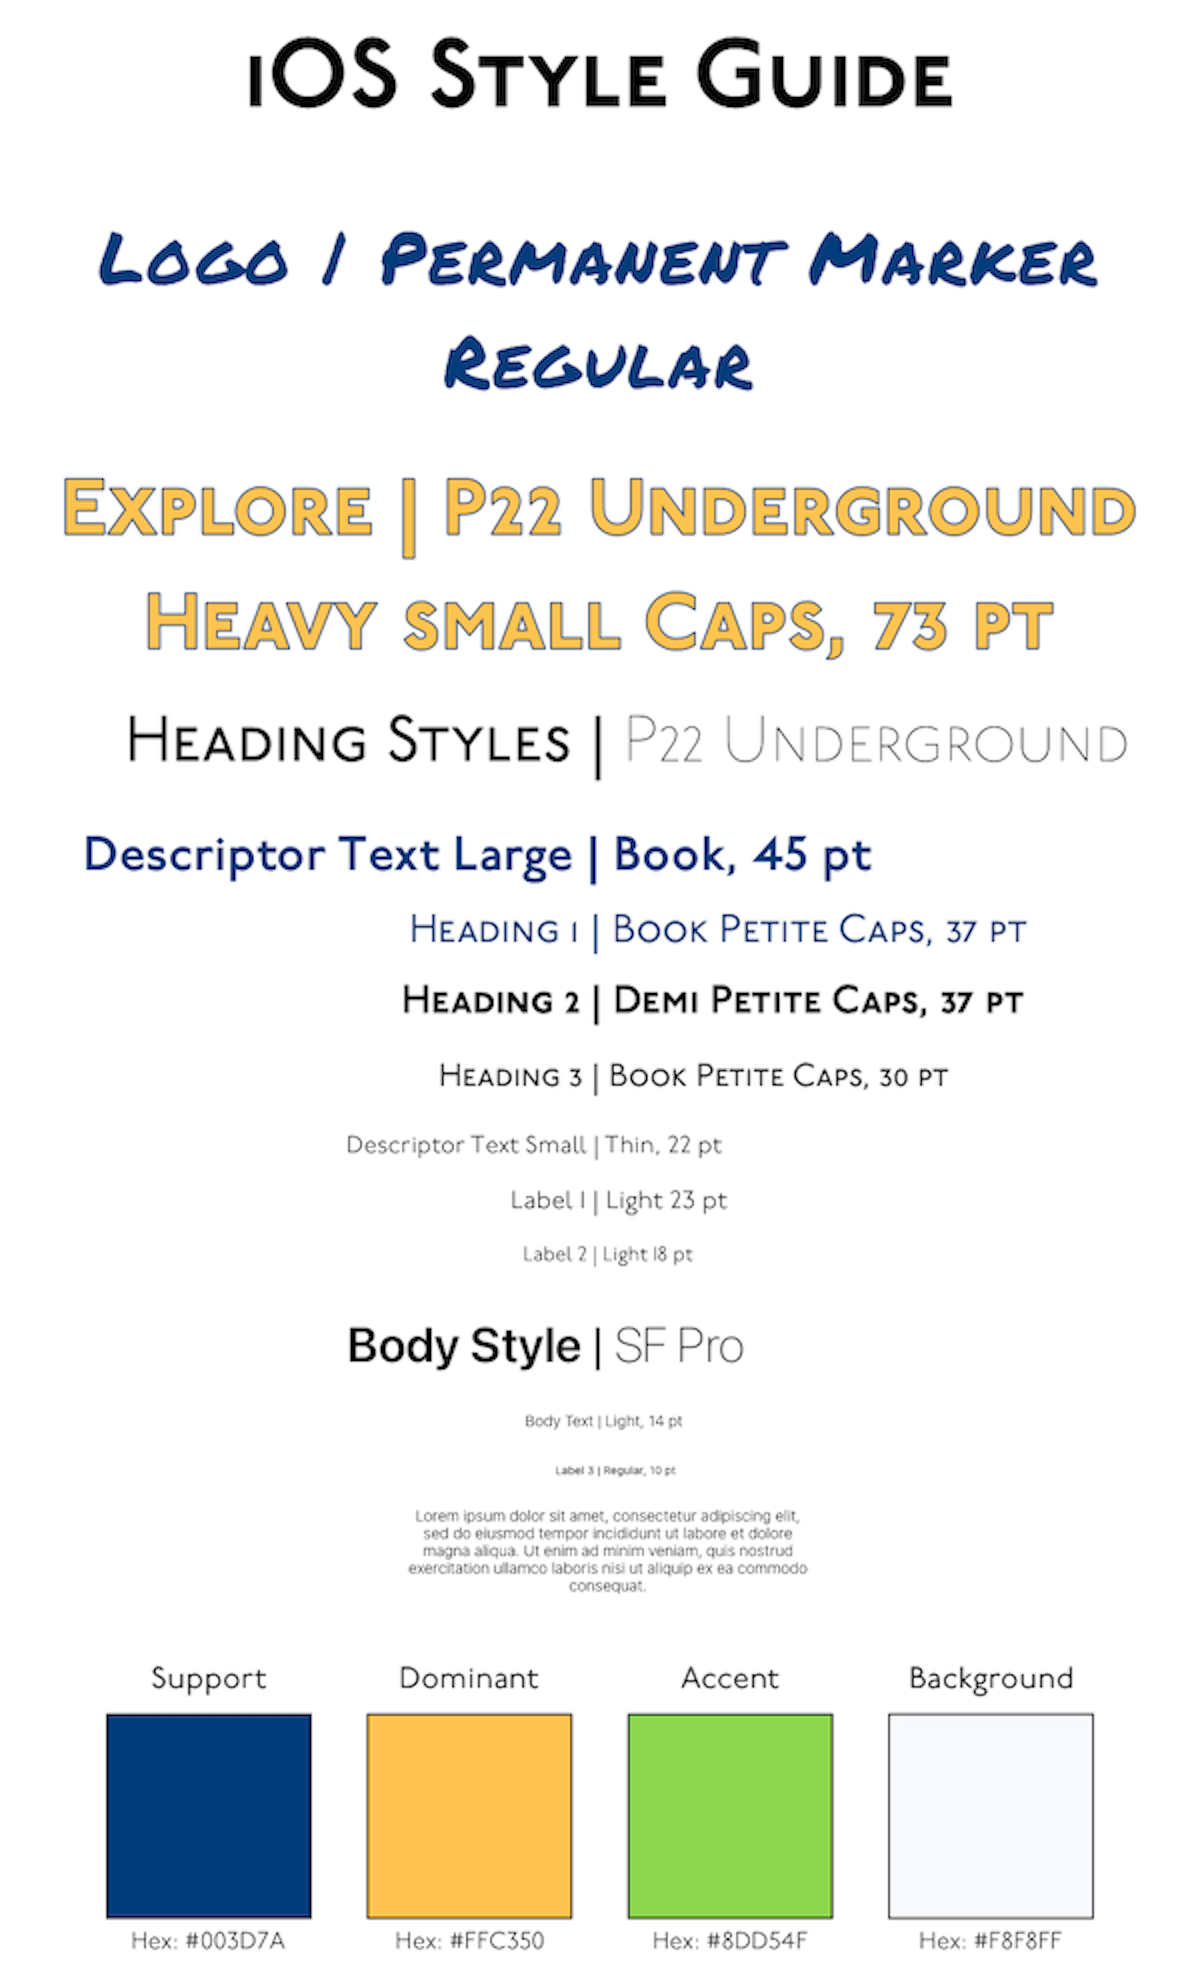 iOS Style Guide
Logo | Permanent Marker
Regular
Explore | P22 Underground
Heavy small Caps, 73 pt
Heading Styles | P22 Underground
Descriptor Text Large | Book, 45 pt
Heading 1 | Book Petite Caps, 37 pt
Heading 2 | Demi Petite Caps, 37 pt
Heading 3 | Book Petite Caps, 30 pt
Descriptor Text Small | Thin, 22 pt
Label 1 | Light 23 pt
Label 2 | Light 18 pt
Body Style | SF Pro
Body Text | Light, 14 pt
Label 3 | Regular, 10 pt
Lorem ipsum dolor sit amet, consectetur adipiscing elit,
sed do eiusmod tempor incididunt ut labore et dolore
magna aliqua. Ut enim ad minim veniam, quis nostrud
exercitation ullamco laboris nisi ut aliquip ex ea commodo
consequat.
Support Dominant Accent Background
Hex: #003D7A Hex: #FFC350 Hex: #8DD54F Hex: #F8F8FF